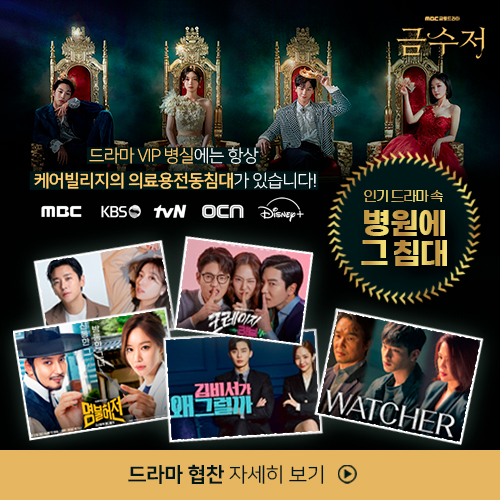 MBC 금토드라마
금수저
드라마 VIP 병실에는 항상
케어빌리지의 의료용전동침대가 있습니다!
MBC KBS tvN OCN Disney+
인기 드라마 속
병원에
그 침대
그레이지
명불허전
김비서가
왜 그럴까
WATCHER
드라마 협찬 자세히 보기